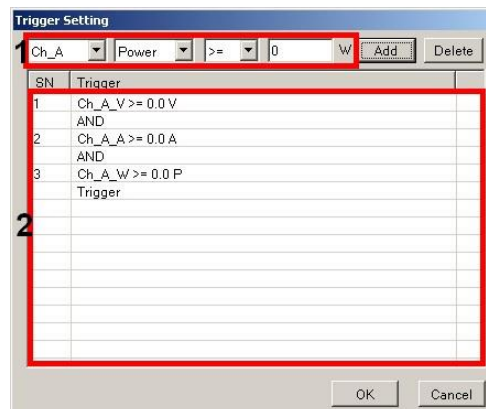 Trigger Setting
1 Ch_A Power >= 0 W Add Delete
SN Trigger
1 Ch_A_V >= 0.0 V
AND
2 Ch_A_A >= 0.0 A
AND
3 Ch_A_W >= 0.0 P
Trigger
2
OK Cancel